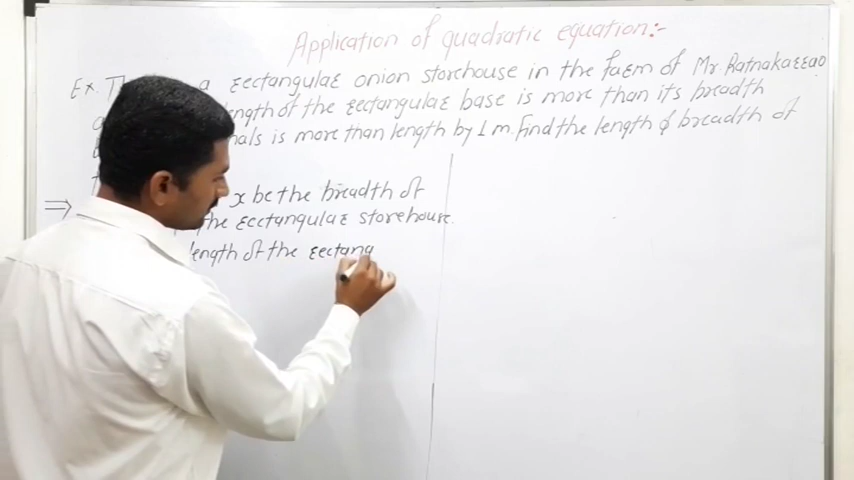 Application of quadratic equation:-
Ex. a rectangular onion storehouse in the farm of Mr. Ratnakarrao
length of the rectangular base is more than its breadth
is more than length by 1 m. Find the length & breadth of
⇒ x be the breadth of
the rectangular storehouse.
length of the rectang